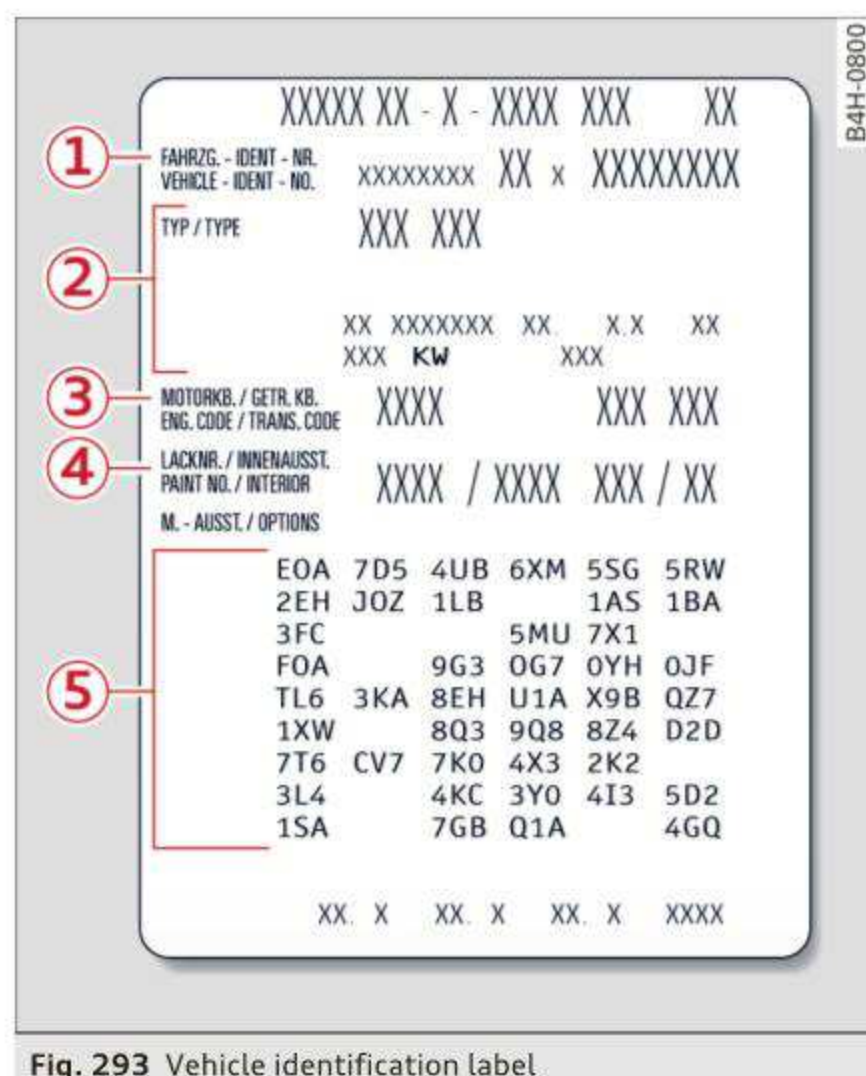 B4H-0800
XXXXX XX - X - XXXX XXX XX
1 FAHRZG. - IDENT - NR.
VEHICLE - IDENT - NO. XXXXXXXX XX X XXXXXXXX
2 TYP / TYPE XXX XXX
XX XXXXXXX XX. X.X XX
XXX KW XXX
3 MOTORKB. / GETR. KB.
ENG. CODE / TRANS. CODE XXXX XXX XXX
4 LACKNR. / INNENAUSST.
PAINT NO. / INTERIOR XXXX / XXXX XXX / XX
M. - AUSST. / OPTIONS
5
EOA 7D5 4UB 6XM 5SG 5RW
2EH JOZ 1LB 1AS 1BA
3FC 5MU 7X1
FOA 9G3 OG7 0YH 0JF
TL6 3KA 8EH U1A X9B QZ7
1XW 8Q3 9Q8 8Z4 D2D
7T6 CV7 7K0 4X3 2K2
3L4 4KC 3Y0 4I3 5D2
1SA 7GB Q1A 4GQ
XX. X XX. X XX. X XXXX
Fig. 293 Vehicle identification label